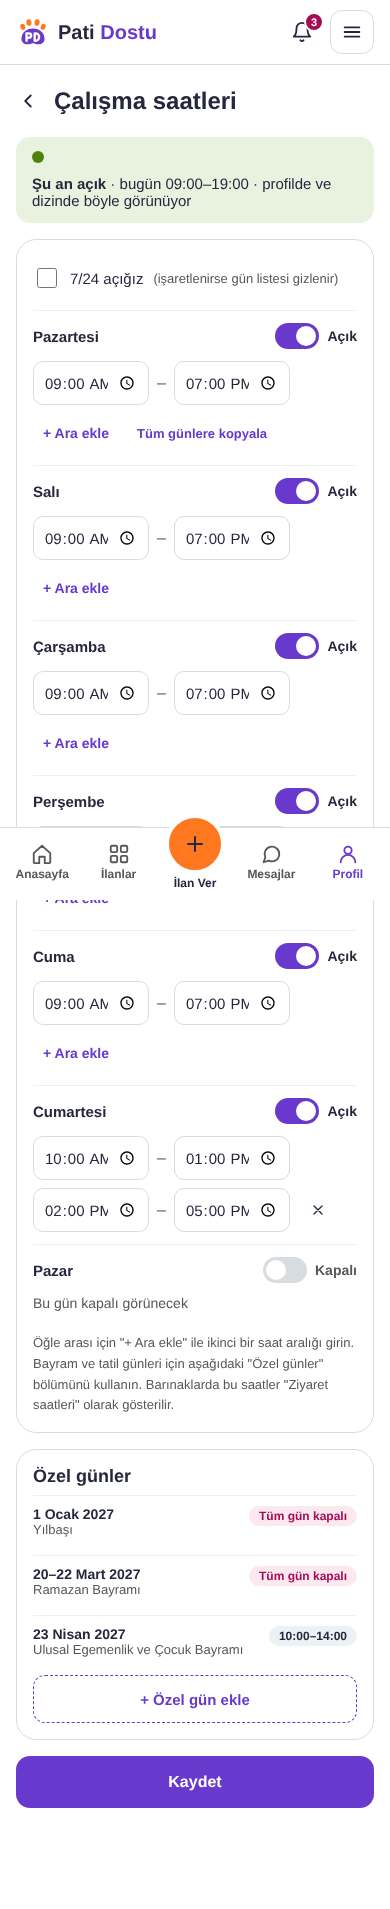 Pati Dostu
3
Çalışma saatleri
Şu an açık · bugün 09:00–19:00 · profilde ve
dizinde böyle görünüyor
7/24 açığız (işaretlenirse gün listesi gizlenir)
Pazartesi Açık
09:00 AM – 07:00 PM
+ Ara ekle Tüm günlere kopyala
Salı Açık
09:00 AM – 07:00 PM
+ Ara ekle
Çarşamba Açık
09:00 AM – 07:00 PM
+ Ara ekle
Perşembe Açık
Anasayfa İlanlar İlan Ver Mesajlar Profil
+ Ara ekle
Cuma Açık
09:00 AM – 07:00 PM
+ Ara ekle
Cumartesi Açık
10:00 AM – 01:00 PM
02:00 PM – 05:00 PM
Pazar Kapalı
Bu gün kapalı görünecek
Öğle arası için "+ Ara ekle" ile ikinci bir saat aralığı girin.
Bayram ve tatil günleri için aşağıdaki "Özel günler"
bölümünü kullanın. Barınaklarda bu saatler "Ziyaret
saatleri" olarak gösterilir.
Özel günler
1 Ocak 2027 Tüm gün kapalı
Yılbaşı
20–22 Mart 2027 Tüm gün kapalı
Ramazan Bayramı
23 Nisan 2027 10:00–14:00
Ulusal Egemenlik ve Çocuk Bayramı
+ Özel gün ekle
Kaydet